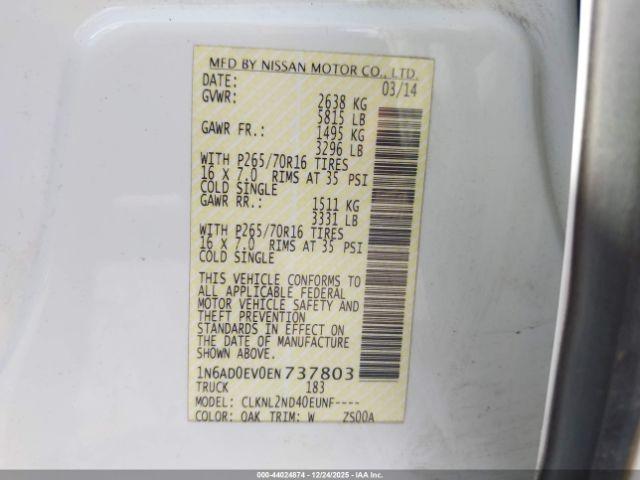 MFD BY NISSAN MOTOR CO., LTD.
DATE: 03/14
GVWR: 2638 KG
5815 LB
GAWR FR.: 1495 KG
3296 LB
WITH P265/70R16 TIRES
16 X 7.0 RIMS AT 35 PSI
COLD SINGLE
GAWR RR.: 1511 KG
3331 LB
WITH P265/70R16 TIRES
16 X 7.0 RIMS AT 35 PSI
COLD SINGLE
THIS VEHICLE CONFORMS TO
ALL APPLICABLE FEDERAL
MOTOR VEHICLE SAFETY AND
THEFT PREVENTION
STANDARDS IN EFFECT ON
THE DATE OF MANUFACTURE
SHOWN ABOVE.
1N6AD0EV0EN 737803
TRUCK 183
MODEL: CLKNL2ND40EUNF----
COLOR: QAK TRIM: W ZS00A
000-44024874 | 12/24/2025 - IAA, Inc.